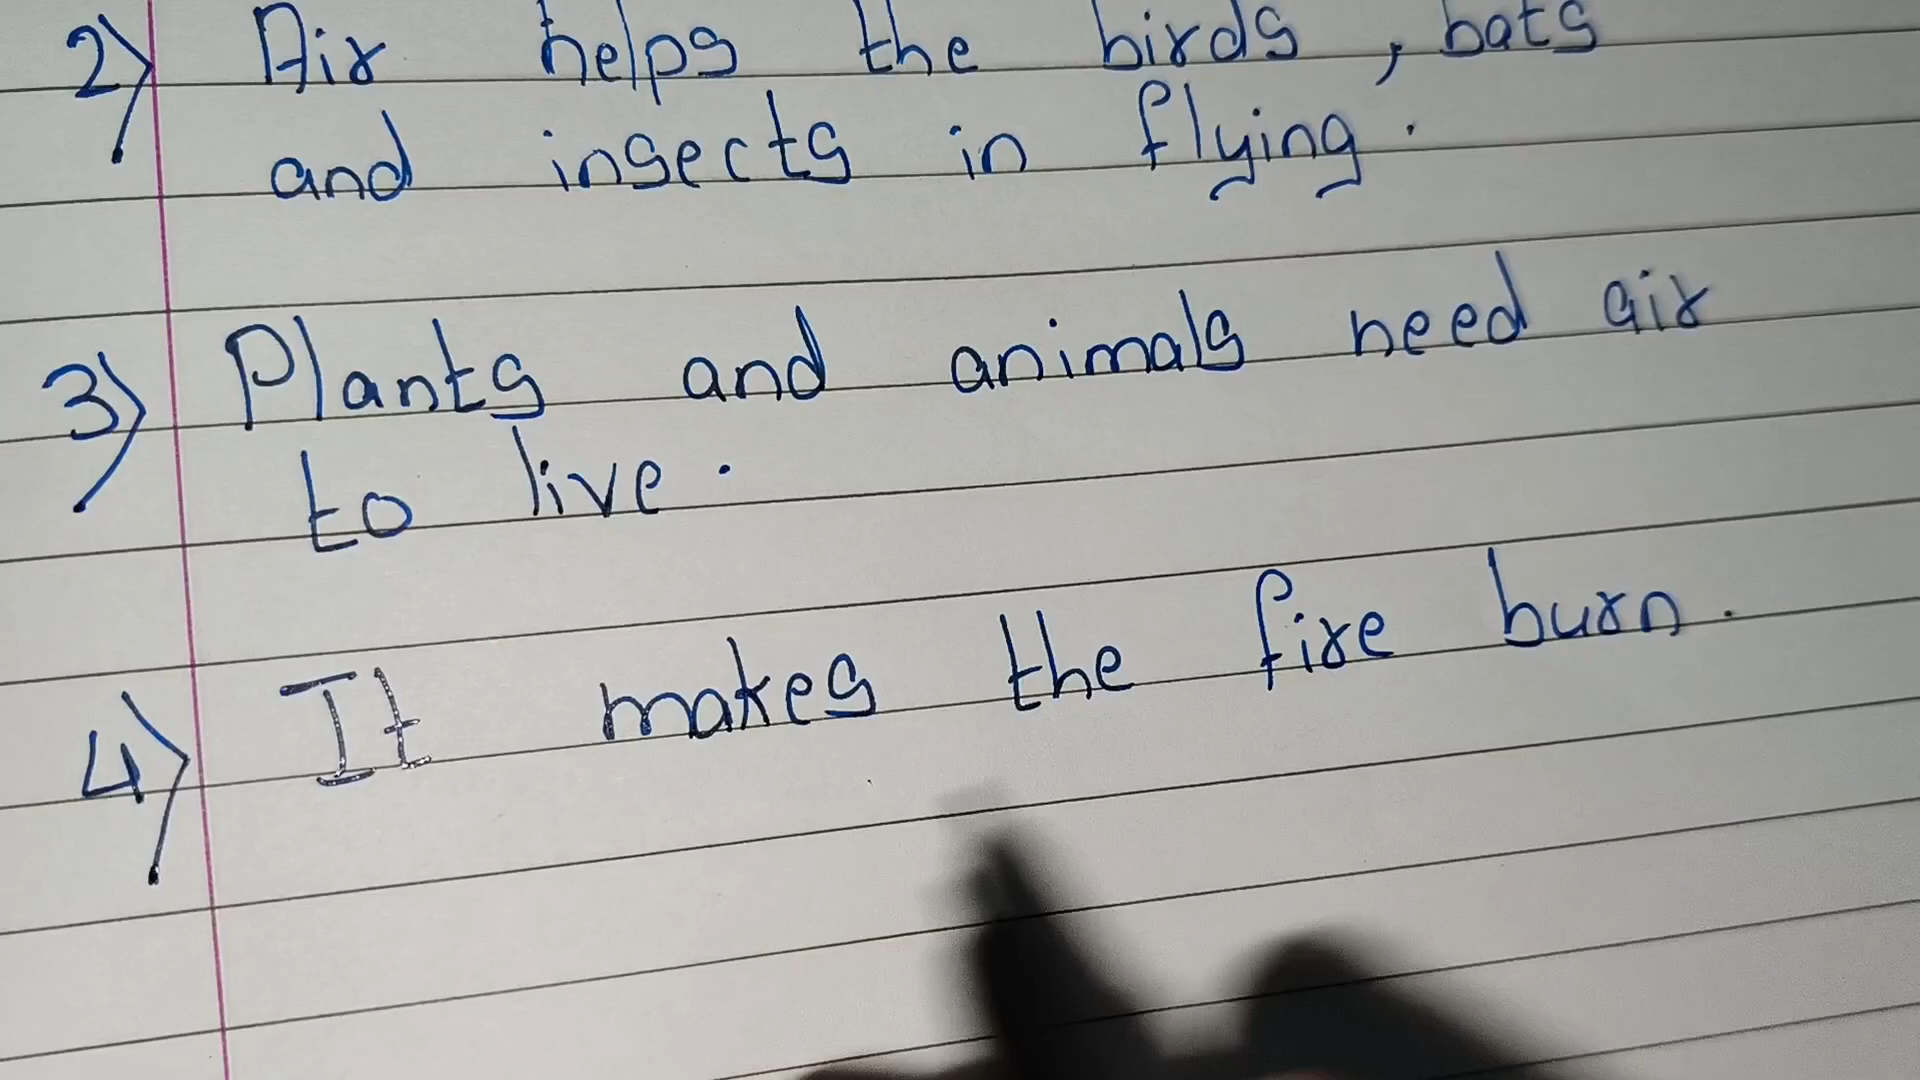 2) Air helps the birds, bats
and insects in flying.
3) Plants and animals need air
to live.
4) It makes the fire burn.